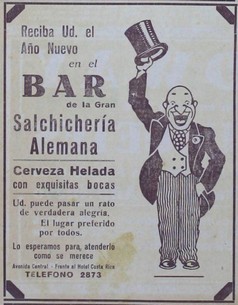 Reciba Ud. el
Año Nuevo
en el
BAR
de la Gran
Salchichería
Alemana
Cerveza Helada
con exquisitas bocas
Ud. puede pasar un rato
de verdadera alegría.
El lugar preferido
por todos.
Lo esperamos para, atenderlo
como se merece
Avenida Central - Frente al Hotel Costa Rica
TELEFONO 2873